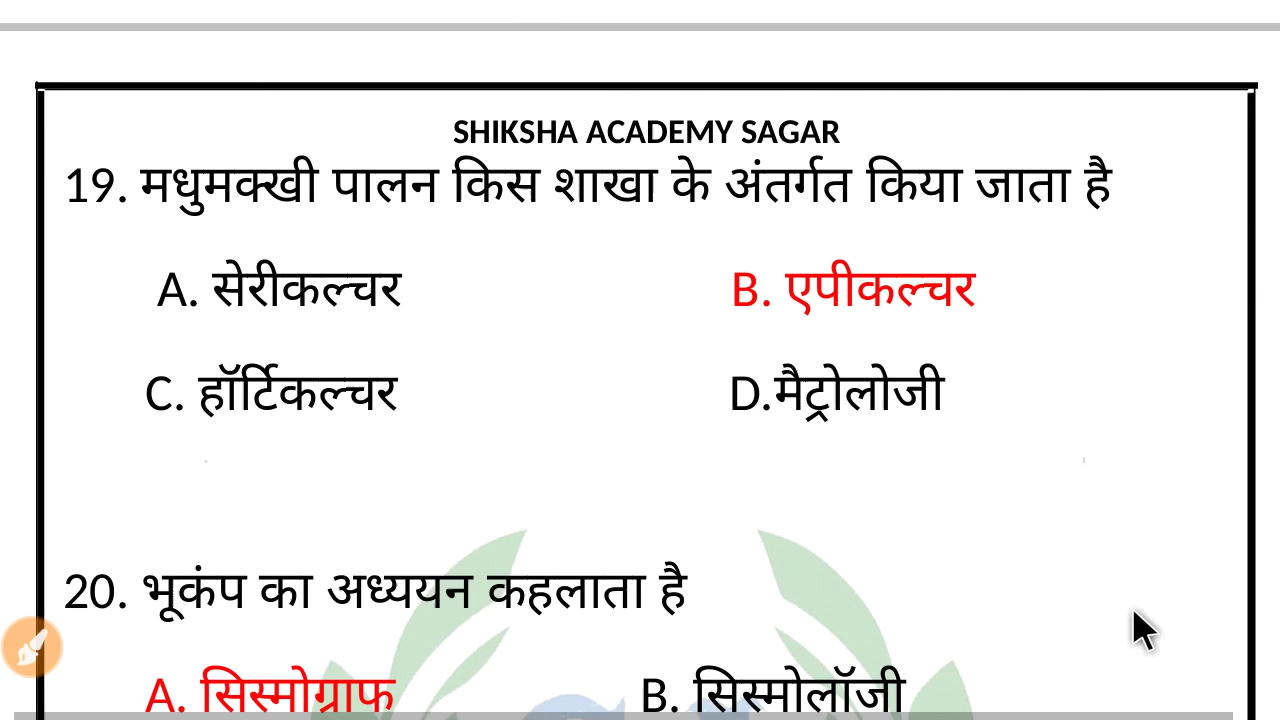 SHIKSHA ACADEMY SAGAR
19. मधुमक्खी पालन किस शाखा के अंतर्गत किया जाता है
A. सेरीकल्चर B. एपीकल्चर
C. हॉर्टिकल्चर D.मैट्रोलोजी
20. भूकंप का अध्ययन कहलाता है
A. सिस्मोग्राफ B. सिस्मोलॉजी